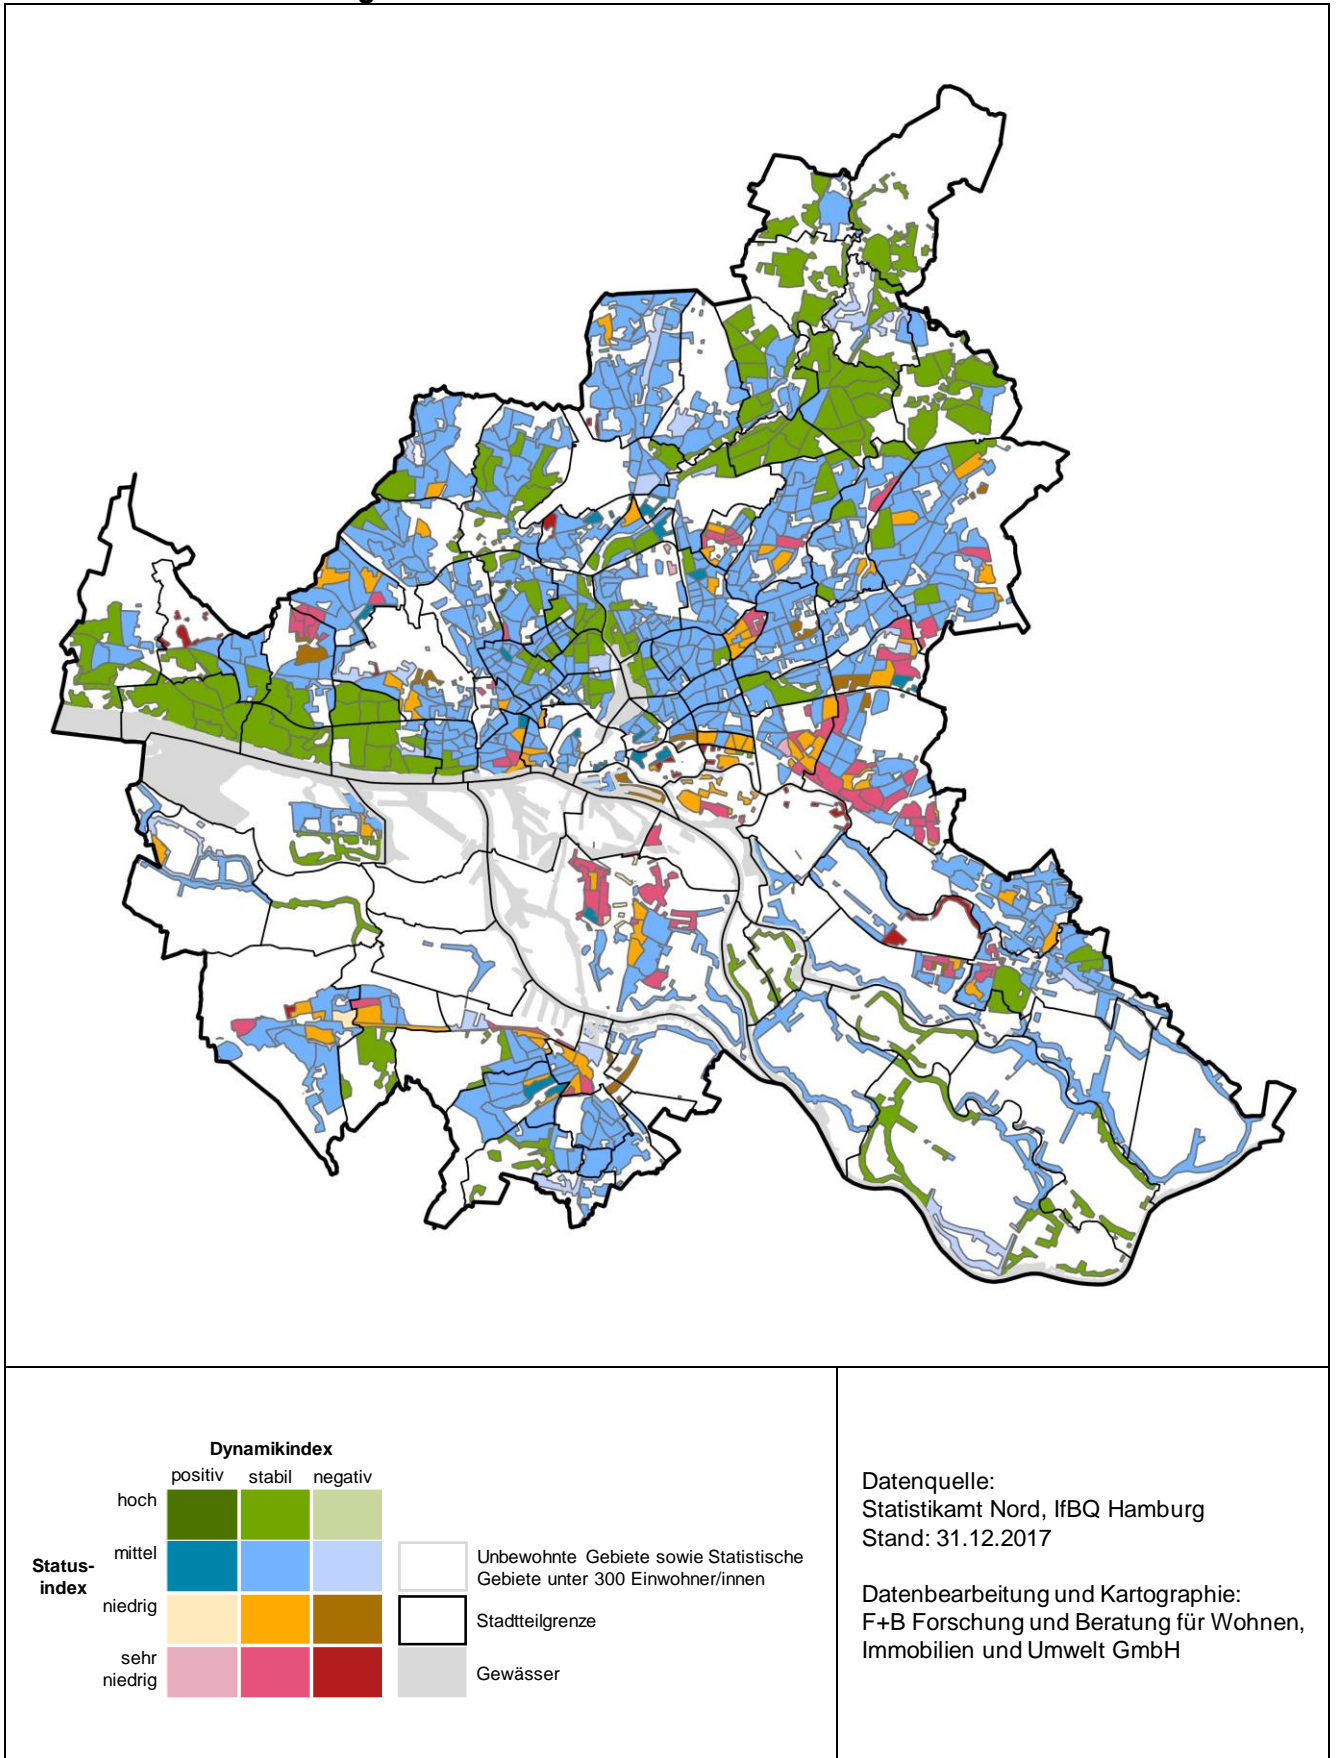 Dynamikindex
positiv stabil negativ
hoch
mittel
Status-
index
niedrig
sehr
niedrig
Unbewohnte Gebiete sowie Statistische
Gebiete unter 300 Einwohner/innen
Stadtteilgrenze
Gewässer
Datenquelle:
Statistikamt Nord, IfBQ Hamburg
Stand: 31.12.2017
Datenbearbeitung und Kartographie:
F+B Forschung und Beratung für Wohnen,
Immobilien und Umwelt GmbH